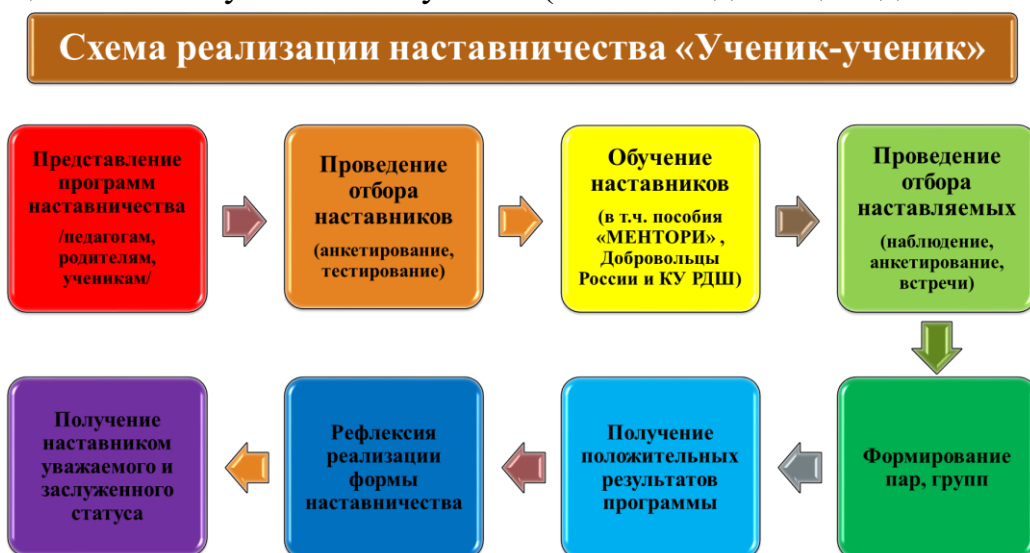 Схема реализации наставничества «Ученик-ученик»
Представление
программ
наставничества
/педагогам,
родителям,
ученикам/
Проведение
отбора
наставников
(анкетирование,
тестирование)
Обучение
наставников
(в т.ч. пособия
«МЕНТОРИ» ,
Добровольцы
России и КУ РДШ)
Проведение
отбора
наставляемых
(наблюдение,
анкетирование,
встречи)
Формирование
пар, групп
Получение
положительных
результатов
программы
Рефлексия
реализации
формы
наставничества
Получение
наставником
уважаемого и
заслуженного
статуса